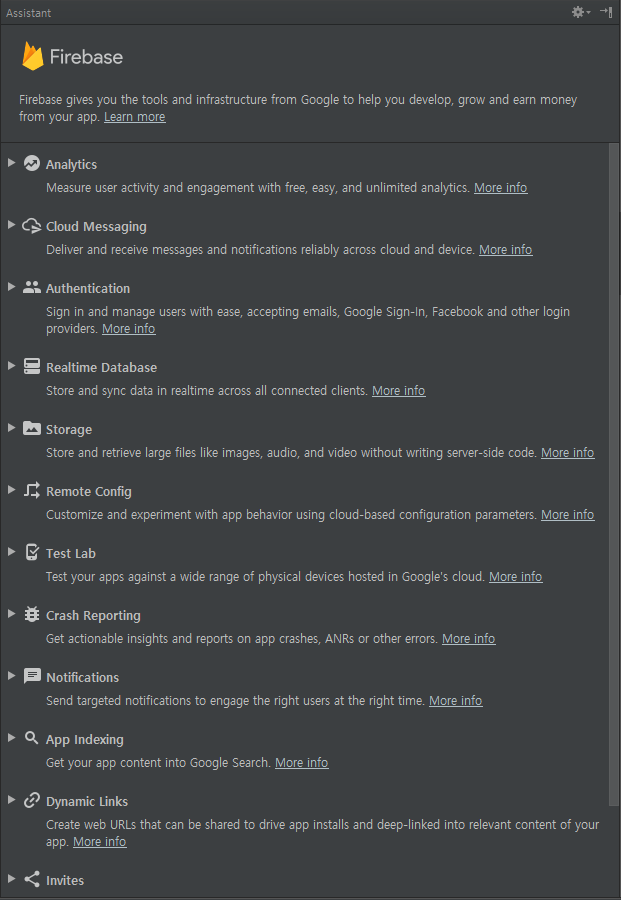 Assistant
Firebase
Firebase gives you the tools and infrastructure from Google to help you develop, grow and earn money
from your app. Learn more
Analytics
Measure user activity and engagement with free, easy, and unlimited analytics. More info
Cloud Messaging
Deliver and receive messages and notifications reliably across cloud and device. More info
Authentication
Sign in and manage users with ease, accepting emails, Google Sign-In, Facebook and other login
providers. More info
Realtime Database
Store and sync data in realtime across all connected clients. More info
Storage
Store and retrieve large files like images, audio, and video without writing server-side code. More info
Remote Config
Customize and experiment with app behavior using cloud-based configuration parameters. More info
Test Lab
Test your apps against a wide range of physical devices hosted in Google's cloud. More info
Crash Reporting
Get actionable insights and reports on app crashes, ANRs or other errors. More info
Notifications
Send targeted notifications to engage the right users at the right time. More info
App Indexing
Get your app content into Google Search. More info
Dynamic Links
Create web URLs that can be shared to drive app installs and deep-linked into relevant content of your
app. More info
Invites